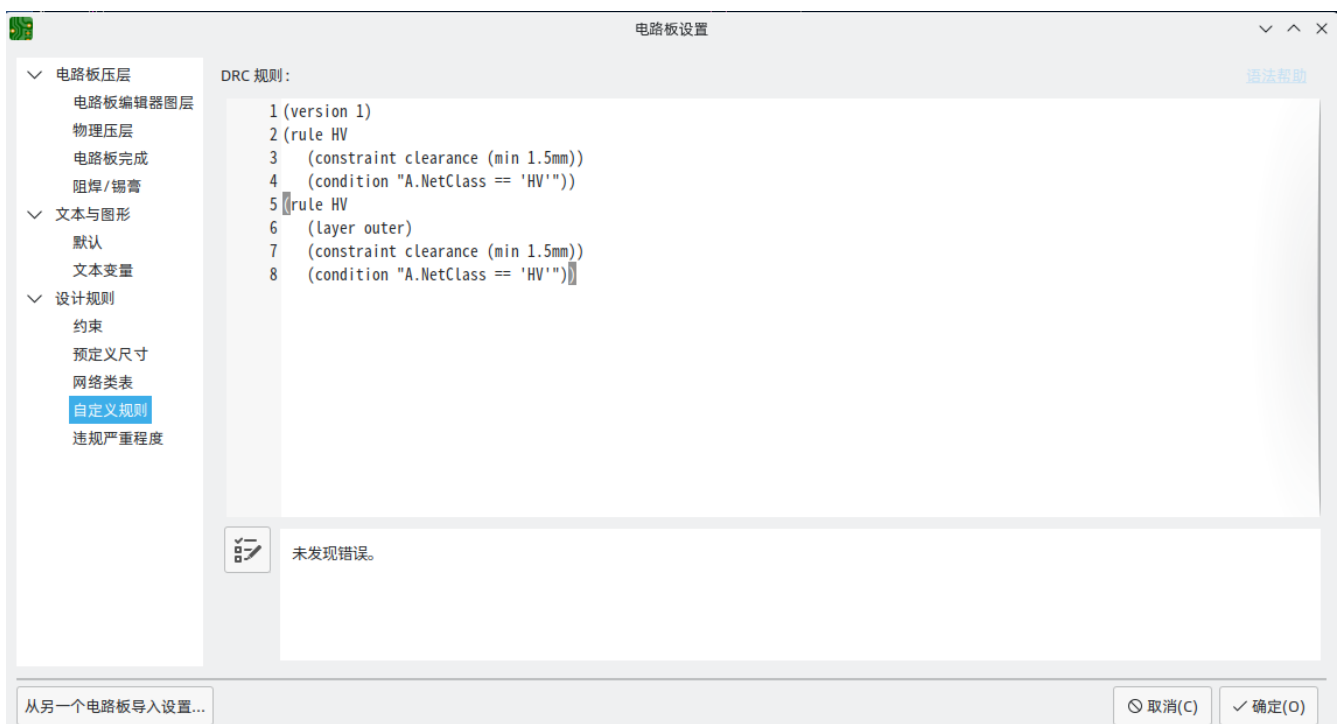 电路板设置
电路板压层
电路板编辑器图层
物理压层
电路板完成
阻焊/锡膏
文本与图形
默认
文本变量
设计规则
约束
预定义尺寸
网络类表
自定义规则
违规严重程度
DRC 规则：
语法帮助
1 (version 1)
2 (rule HV
3 (constraint clearance (min 1.5mm))
4 (condition "A.NetClass == 'HV'"))
5 (rule HV
6 (layer outer)
7 (constraint clearance (min 1.5mm))
8 (condition "A.NetClass == 'HV'"))
未发现错误。
从另一个电路板导入设置...
取消(C)
确定(O)